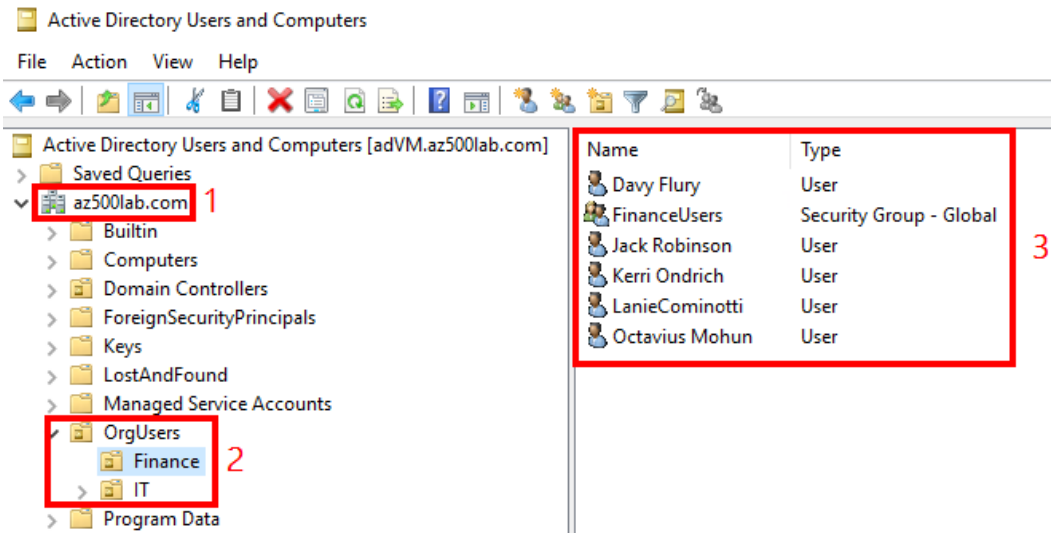 Active Directory Users and Computers
File Action View Help
Active Directory Users and Computers [adVM.az500lab.com]
Saved Queries
az500lab.com 1
Builtin
Computers
Domain Controllers
ForeignSecurityPrincipals
Keys
LostAndFound
Managed Service Accounts
OrgUsers
Finance 2
IT
Program Data
Name Type
Davy Flury User
FinanceUsers Security Group - Global
Jack Robinson User 3
Kerri Ondrich User
LanieCominotti User
Octavius Mohun User